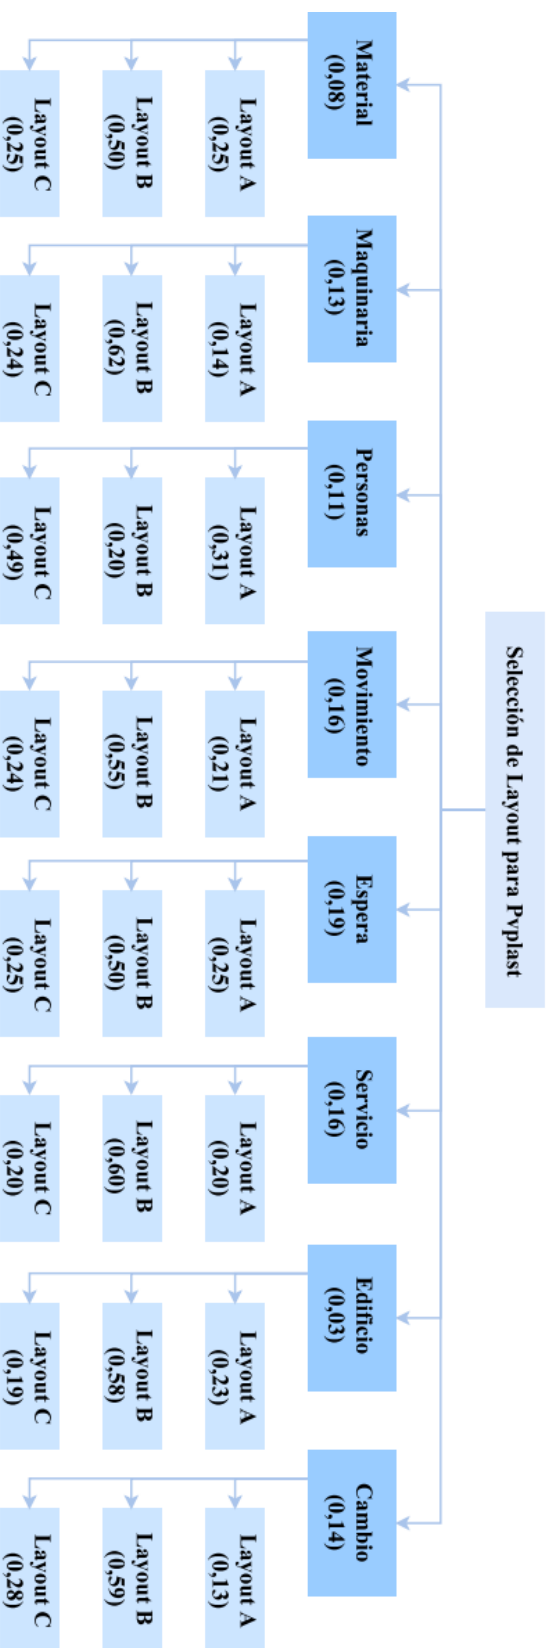 Selección de Layout para Pvplast
Material
(0,08)
Layout A
(0,25)
Layout B
(0,50)
Layout C
(0,25)
Maquinaria
(0,13)
Layout A
(0,14)
Layout B
(0,62)
Layout C
(0,24)
Personas
(0,11)
Layout A
(0,31)
Layout B
(0,20)
Layout C
(0,49)
Movimiento
(0,16)
Layout A
(0,21)
Layout B
(0,55)
Layout C
(0,24)
Espera
(0,19)
Layout A
(0,25)
Layout B
(0,50)
Layout C
(0,25)
Servicio
(0,16)
Layout A
(0,20)
Layout B
(0,60)
Layout C
(0,20)
Edificio
(0,03)
Layout A
(0,23)
Layout B
(0,58)
Layout C
(0,19)
Cambio
(0,14)
Layout A
(0,13)
Layout B
(0,59)
Layout C
(0,28)